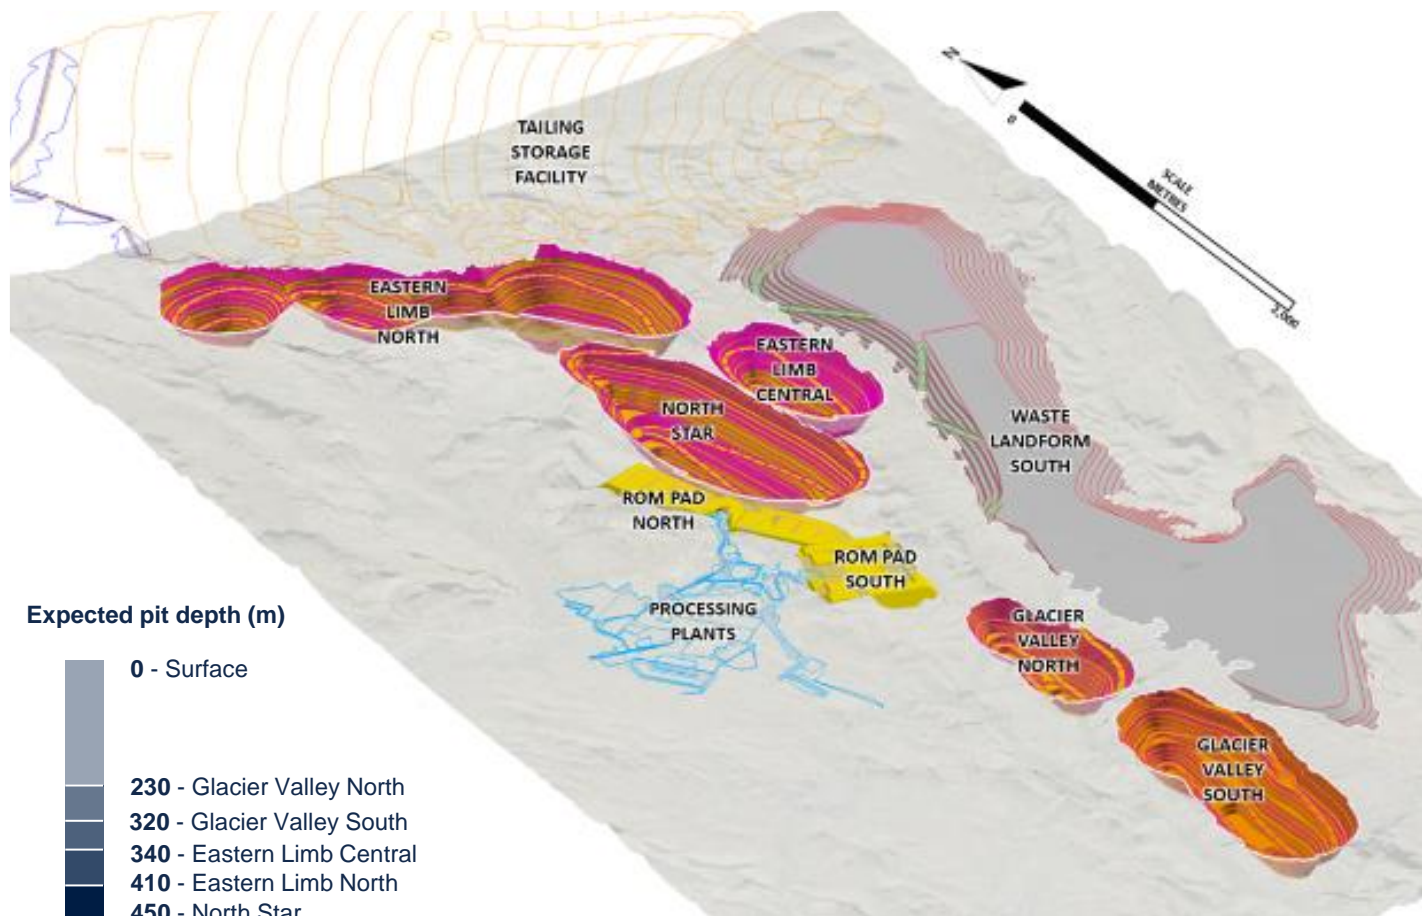 N
0
SCALE
METRES
2,000
TAILING
STORAGE
FACILITY
EASTERN
LIMB
NORTH
EASTERN
LIMB
CENTRAL
NORTH
STAR
WASTE
LANDFORM
SOUTH
ROM PAD
NORTH
ROM PAD
SOUTH
PROCESSING
PLANTS
GLACIER
VALLEY
NORTH
GLACIER
VALLEY
SOUTH
Expected pit depth (m)
0 - Surface
230 - Glacier Valley North
320 - Glacier Valley South
340 - Eastern Limb Central
410 - Eastern Limb North
450 - North Star